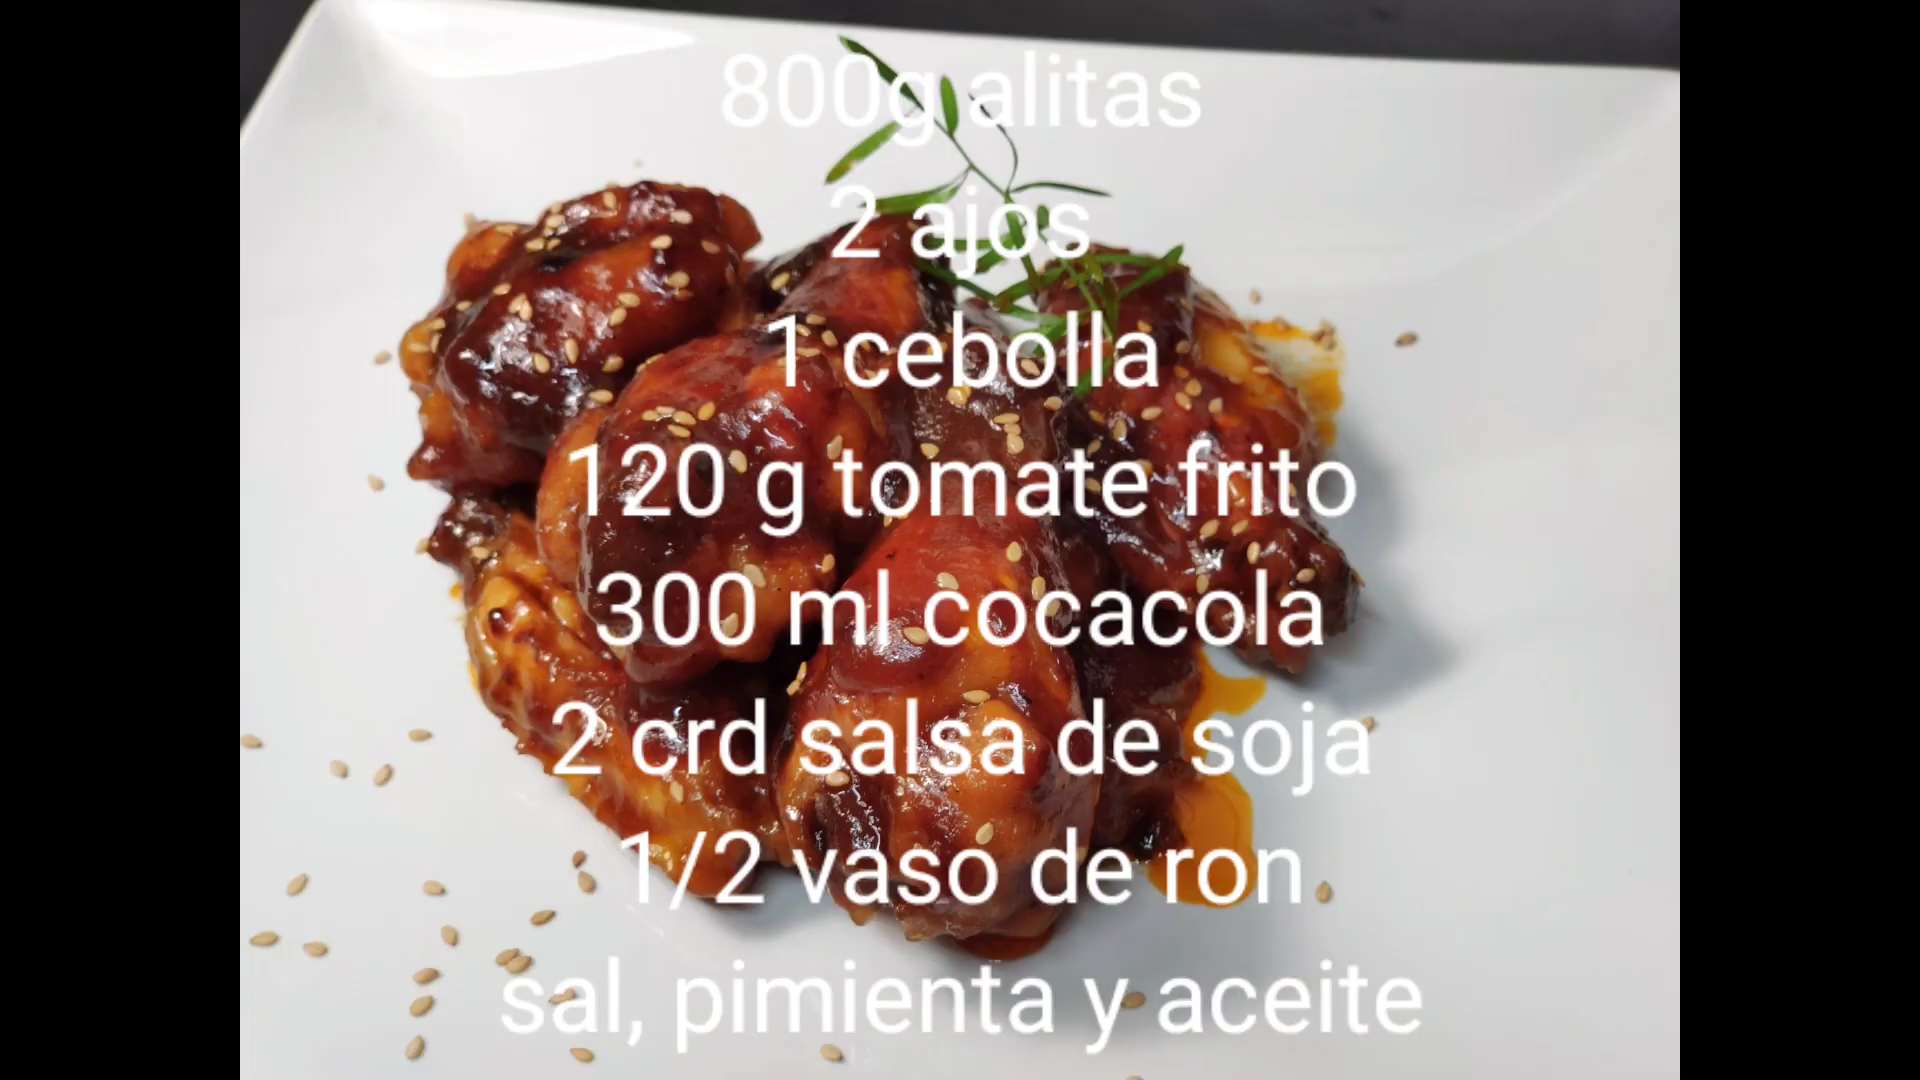 800g alitas
2 ajos
1 cebolla
120 g tomate frito
300 ml cocacola
2 crd salsa de soja
1/2 vaso de ron
sal, pimienta y aceite